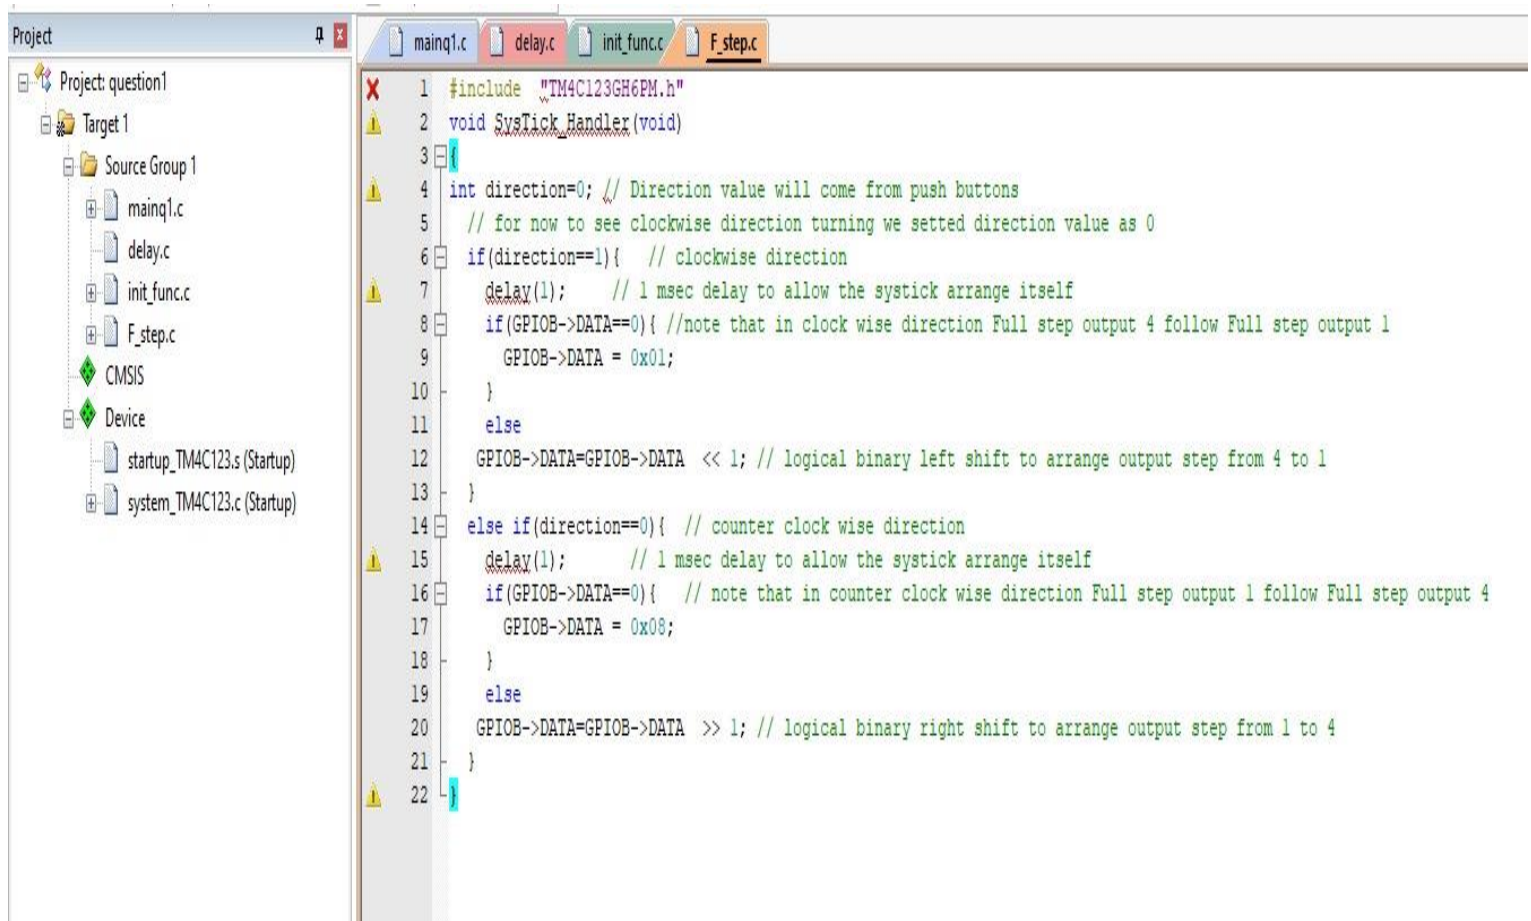 Project
Project: question1
Target 1
Source Group 1
mainq1.c
delay.c
init_func.c
F_step.c
CMSIS
Device
startup_TM4C123.s (Startup)
system_TM4C123.c (Startup)
mainq1.c delay.c init_func.c F_step.c
1 #include "TM4C123GH6PM.h"
2 void SysTick_Handler(void)
3 {
4 int direction=0; // Direction value will come from push buttons
5 // for now to see clockwise direction turning we setted direction value as 0
6 if(direction==1){ // clockwise direction
7 delay(1); // 1 msec delay to allow the systick arrange itself
8 if(GPIOB->DATA==0){ //note that in clock wise direction Full step output 4 follow Full step output 1
9 GPIOB->DATA = 0x01;
10 }
11 else
12 GPIOB->DATA=GPIOB->DATA << 1; // logical binary left shift to arrange output step from 4 to 1
13 }
14 else if(direction==0){ // counter clock wise direction
15 delay(1); // 1 msec delay to allow the systick arrange itself
16 if(GPIOB->DATA==0){ // note that in counter clock wise direction Full step output 1 follow Full step output 4
17 GPIOB->DATA = 0x08;
18 }
19 else
20 GPIOB->DATA=GPIOB->DATA >> 1; // logical binary right shift to arrange output step from 1 to 4
21 }
22 }